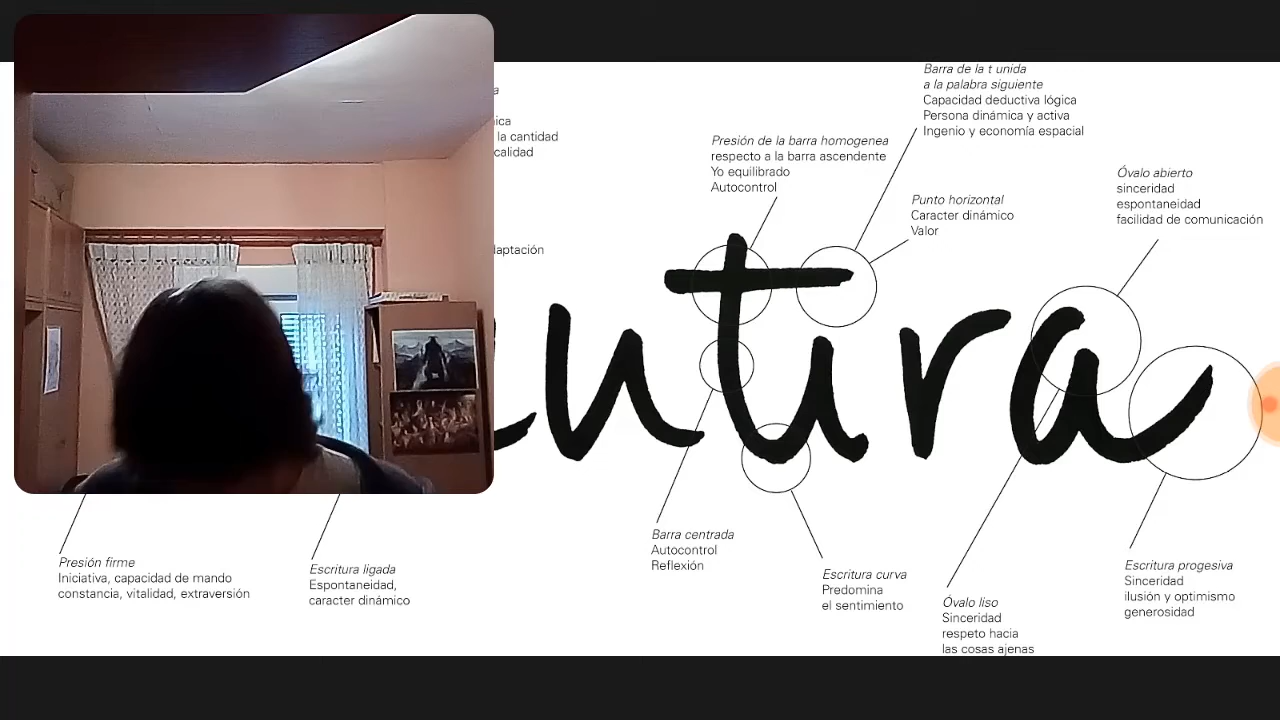 la cantidad
Barra de la t unida
a la palabra siguiente
Capacidad deductiva lógica
Persona dinámica y activa
Ingenio y economía espacial
Presión de la barra homogenea
respecto a la barra ascendente
Yo equilibrado
Autocontrol
Punto horizontal
Caracter dinámico
Valor
Óvalo abierto
sinceridad
espontaneidad
facilidad de comunicación
Presión firme
Iniciativa, capacidad de mando
constancia, vitalidad, extraversión
Escritura ligada
Espontaneidad,
caracter dinámico
Barra centrada
Autocontrol
Reflexión
Escritura curva
Predomina
el sentimiento
Óvalo liso
Sinceridad
respeto hacia
las cosas ajenas
Escritura progesiva
Sinceridad
ilusión y optimismo
generosidad